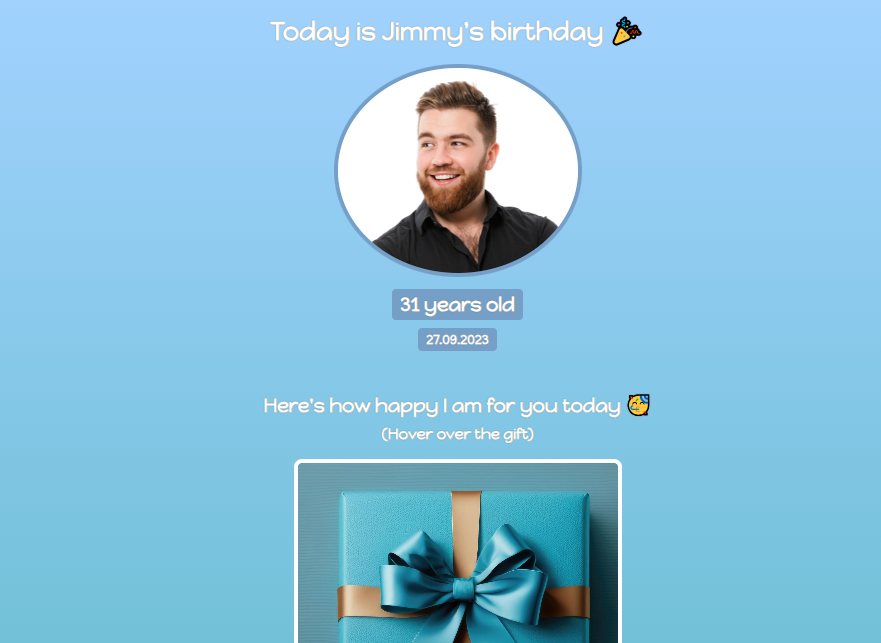 Today is Jimmy's birthday 🎉
31 years old
27.09.2023
Here's how happy I am for you today 🥳
(Hover over the gift)